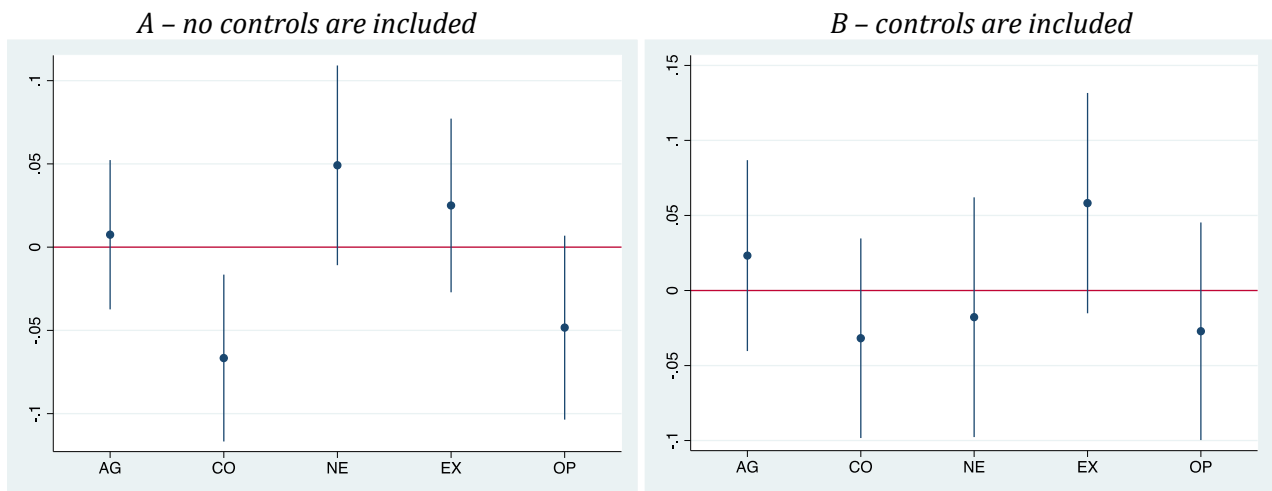 A – no controls are included
.1
.05
0
-.05
-.1
AG CO NE EX OP
B – controls are included
.15
.1
.05
0
-.05
-.1
AG CO NE EX OP